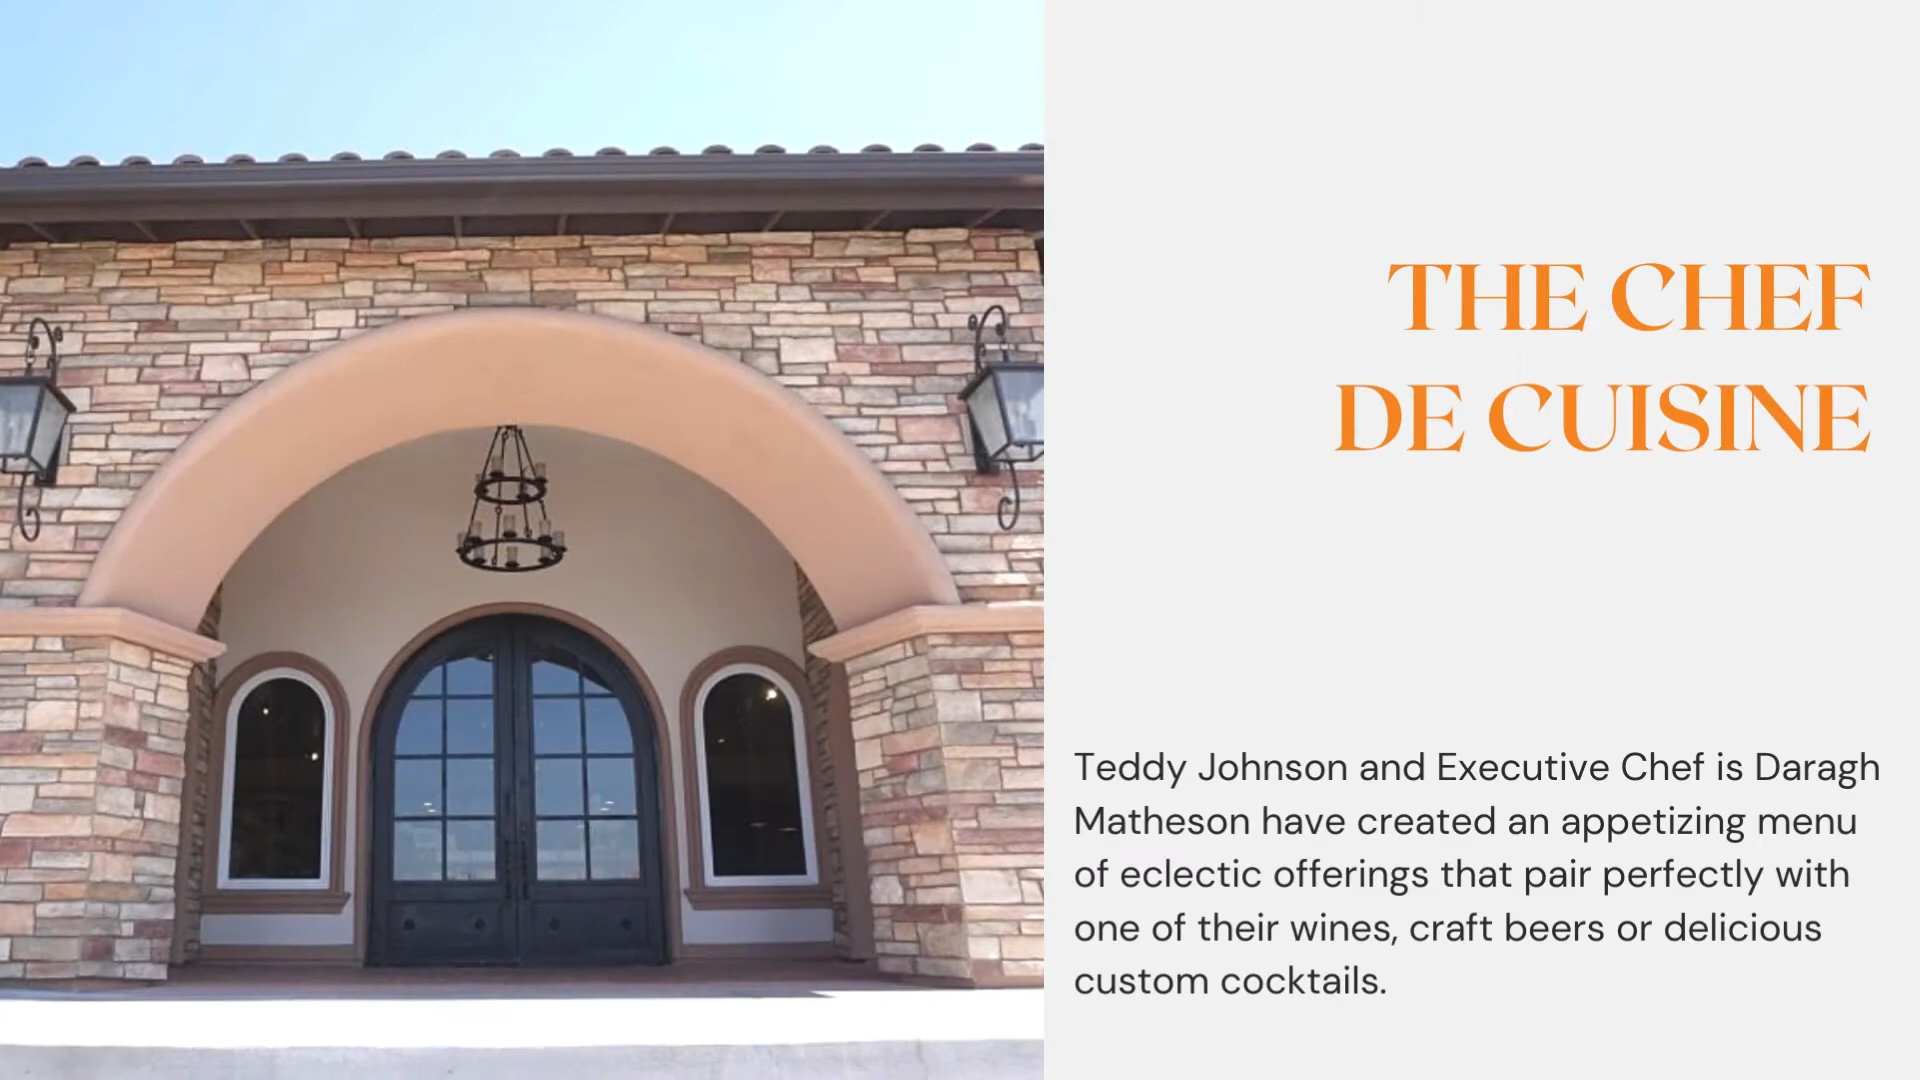 THE CHEF
DE CUISINE
Teddy Johnson and Executive Chef is Daragh
Matheson have created an appetizing menu
of eclectic offerings that pair perfectly with
one of their wines, craft beers or delicious
custom cocktails.